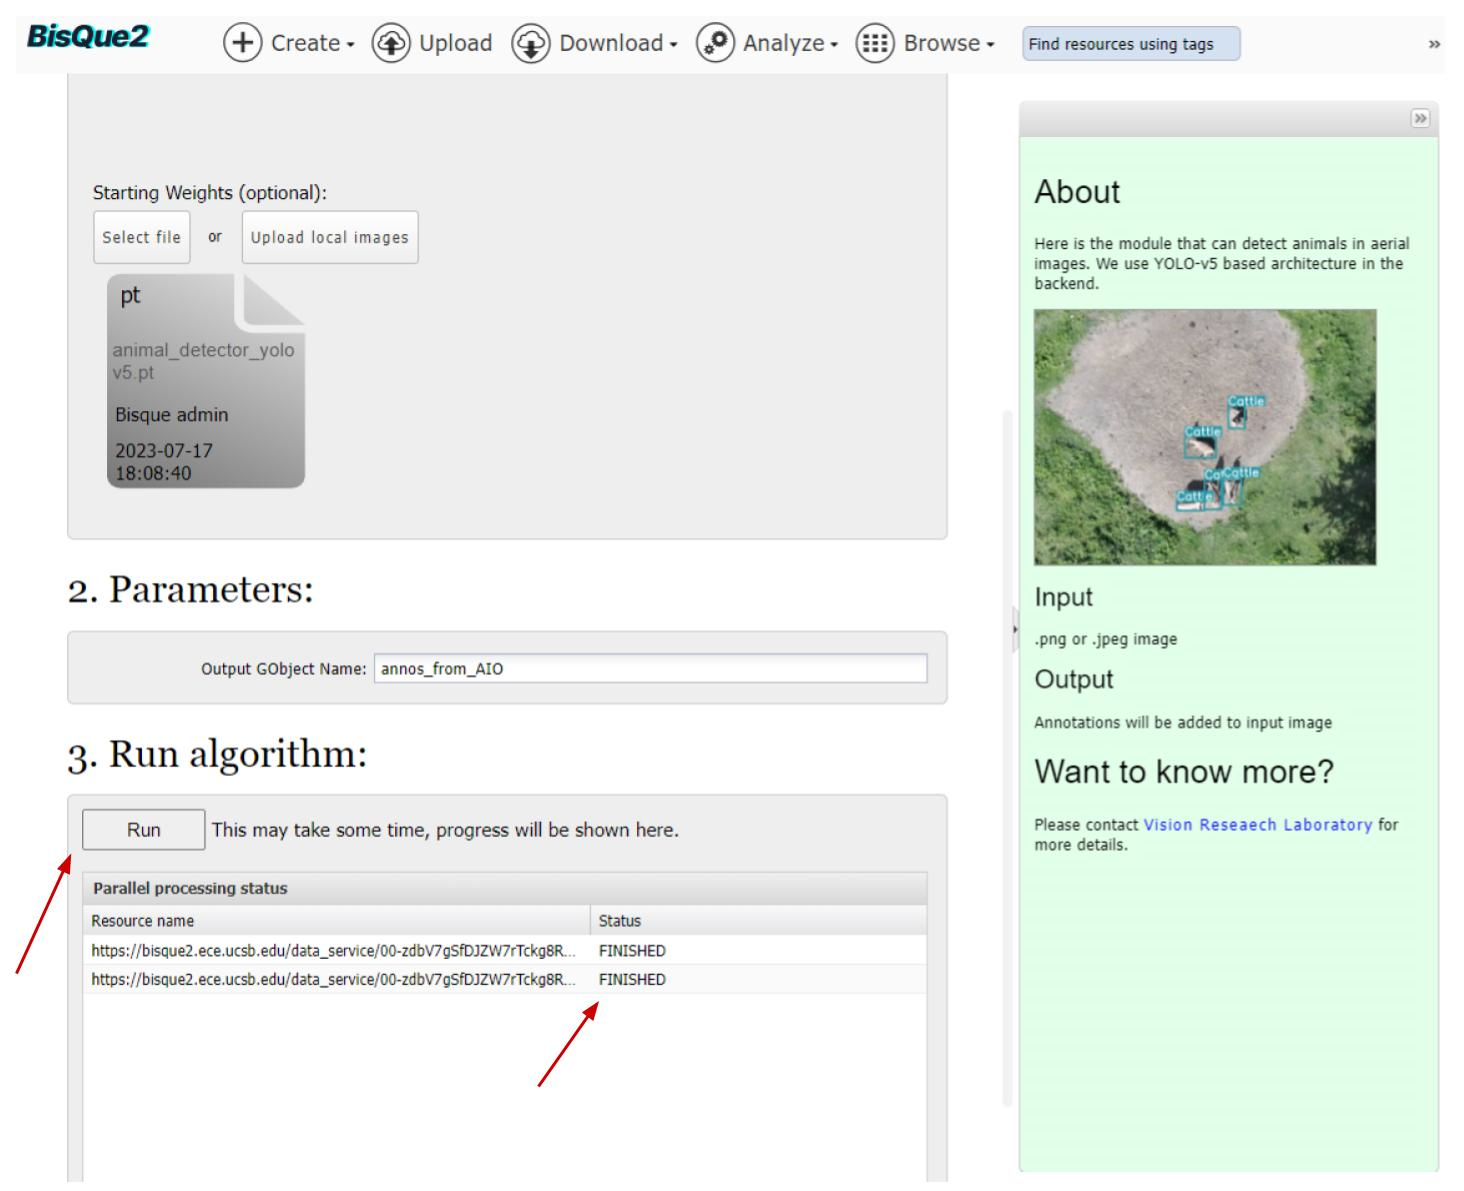 BisQue2
Create
Upload
Download
Analyze
Browse
Find resources using tags
»
Starting Weights (optional):
Select file
or
Upload local images
pt
animal_detector_yolo
v5.pt
Bisque admin
2023-07-17
18:08:40
2. Parameters:
Output GObject Name:
annos_from_AIO
3. Run algorithm:
Run
This may take some time, progress will be shown here.
Parallel processing status
Resource name
Status
https://bisque2.ece.ucsb.edu/data_service/00-zdbV7gSfDJZW7rTckg8R...
FINISHED
https://bisque2.ece.ucsb.edu/data_service/00-zdbV7gSfDJZW7rTckg8R...
FINISHED
»
About
Here is the module that can detect animals in aerial
images. We use YOLO-v5 based architecture in the
backend.
Cattle
Cattle
Ca
Cattle
Cattle
Input
.png or .jpeg image
Output
Annotations will be added to input image
Want to know more?
Please contact Vision Reseaech Laboratory for
more details.